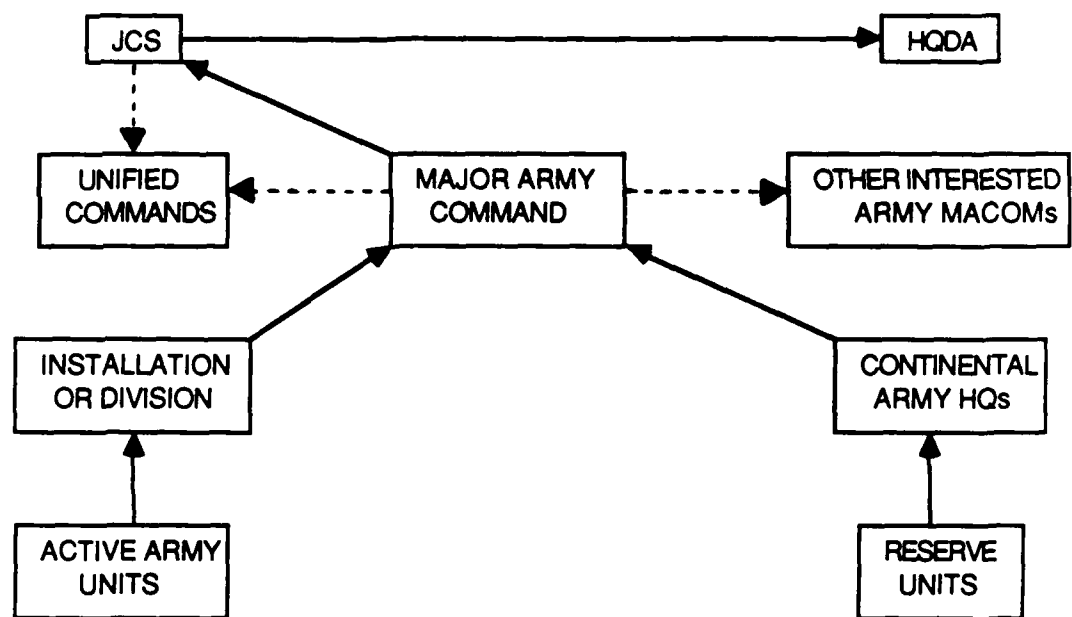 JCS
HQDA
UNIFIED
COMMANDS
MAJOR ARMY
COMMAND
OTHER INTERESTED
ARMY MACOMs
INSTALLATION
OR DIVISION
CONTINENTAL
ARMY HQs
ACTIVE ARMY
UNITS
RESERVE
UNITS